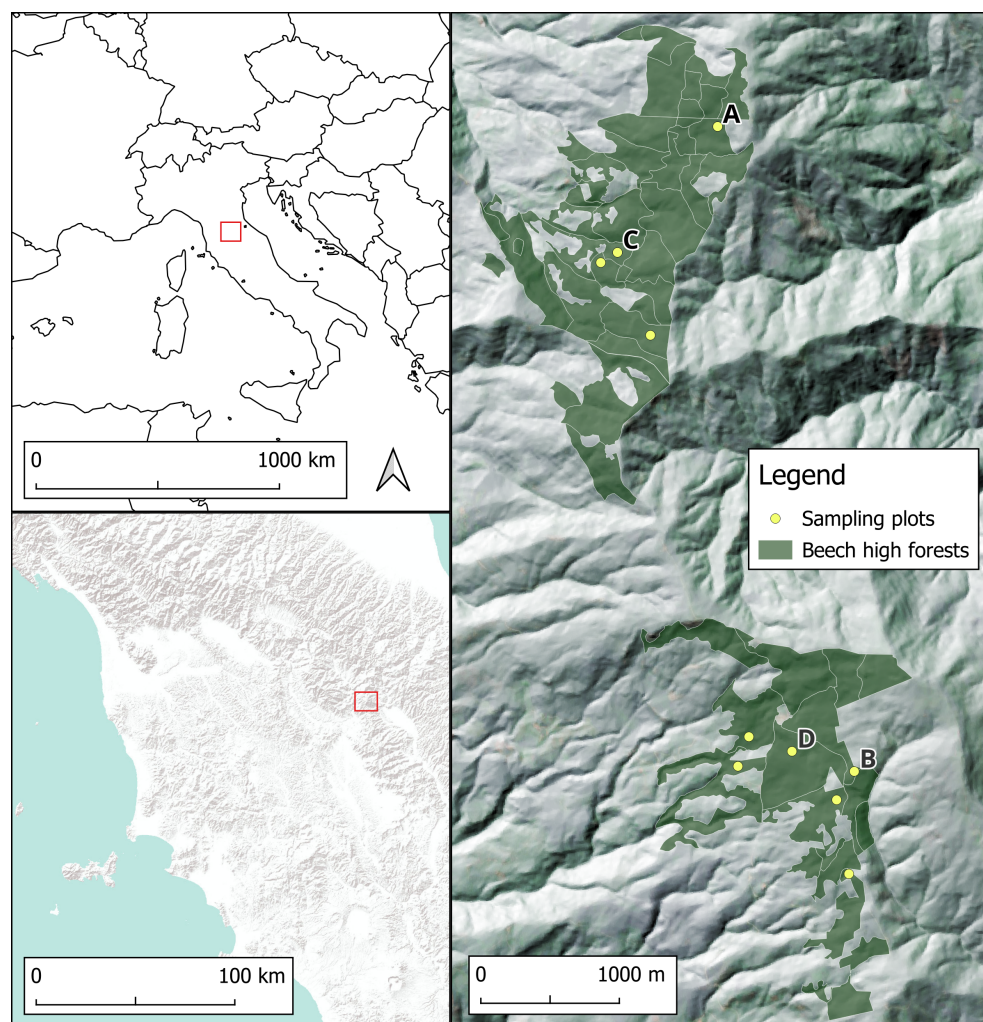 0 1000 km
0 100 km
A
C
Legend
Sampling plots
Beech high forests
D
B
0 1000 m